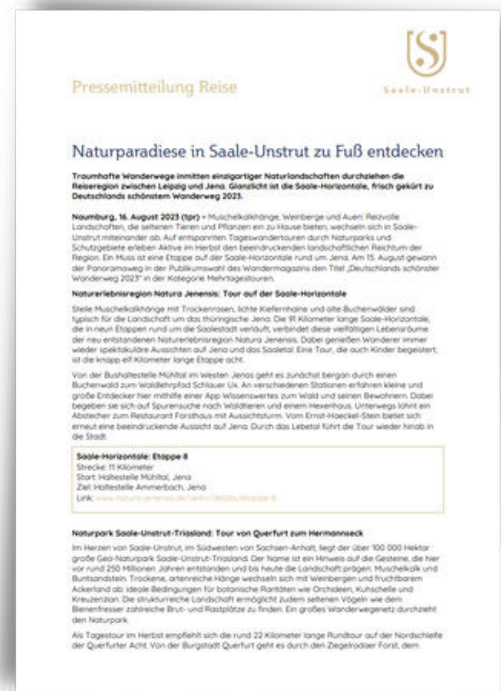 Saale-Unstrut
Pressemitteilung Reise
Naturparadiese in Saale-Unstrut zu Fuß entdecken
Traumhafte Wanderwege inmitten einzigartiger Naturlandschaften durchziehen die
Reiseregion zwischen Leipzig und Jena. Glanzlicht ist die Saale-Horizontale, frisch gekürt zu
Deutschlands schönstem Wanderweg 2023.
Naumburg, 16. August 2023 (tpr) – Muschelkalkhänge, Weinberge und Auen: Reizvolle
Landschaften, die seltenen Tieren und Pflanzen ein zu Hause bieten, wechseln sich in Saale-
Unstrut miteinander ab. Auf entspannten Tageswandertouren durch Naturparks und
Schutzgebiete erleben Aktive im Herbst den beeindruckenden landschaftlichen Reichtum der
Region. Ein Muss ist eine Etappe auf der Saale-Horizontale rund um Jena. Am 15. August gewann
der Panoramaweg in der Publikumswahl des Wandermagazins den Titel „Deutschlands schönster
Wanderweg 2023“ in der Kategorie Mehrtagestouren.
Naturerlebnisregion Natura Jenensis: Tour auf der Saale-Horizontale
Steile Muschelkalkhänge mit Trockenrasen, lichte Kiefernhaine und alte Buchenwälder sind
typisch für die Landschaft um das thüringische Jena. Die 91 Kilometer lange Saale-Horizontale,
die in neun Etappen rund um die Saalestadt verläuft, verbindet diese vielfältigen Lebensräume
der neu entstandenen Naturerlebnisregion Natura Jenensis. Dabei genießen Wanderer immer
wieder spektakuläre Aussichten auf Jena und das Saaletal. Eine Tour, die auch Kinder begeistert,
ist die knapp elf Kilometer lange Etappe acht.
Von der Bushaltestelle Mühltal im Westen Jenas geht es zunächst bergan durch einen
Buchenwald zum Waldlehrpfad Schlauer Ux. An verschiedenen Stationen erfahren kleine und
große Entdecker hier mithilfe einer App Wissenswertes zum Wald und seinen Bewohnern. Dabei
begeben sie sich auf Spurensuche nach Waldtieren und einem Hexenhaus. Unterwegs lohnt ein
Abstecher zum Restaurant Forsthaus mit Aussichtsturm. Vom Ernst-Haeckel-Stein bietet sich
erneut eine beeindruckende Aussicht auf Jena. Durch das Lebetal führt die Tour wieder hinab in
die Stadt.
Saale-Horizontale: Etappe 8
Strecke: 11 Kilometer
Start: Haltestelle Mühltal, Jena
Ziel: Haltestelle Ammerbach, Jena
Link:
Naturpark Saale-Unstrut-Triasland: Tour von Querfurt zum Hermannseck
Im Herzen von Saale-Unstrut, im Südwesten von Sachsen-Anhalt, liegt der über 100 000 Hektar
große Geo-Naturpark Saale-Unstrut-Triasland. Der Name ist ein Hinweis auf die Gesteine, die hier
vor rund 250 Millionen Jahren entstanden und bis heute die Landschaft prägen: Muschelkalk und
Buntsandstein. Trockene, artenreiche Hänge wechseln sich mit Weinbergen und fruchtbarem
Ackerland ab: ideale Bedingungen für botanische Raritäten wie Orchideen, Kuhschelle und
Kreuzenzian. Die strukturreiche Landschaft ermöglicht zudem seltenen Vögeln wie dem
Bienenfresser zahlreiche Brut- und Rastplätze zu finden. Ein großes Wanderwegenetz durchzieht
den Naturpark.
Als Tagestour im Herbst empfiehlt sich die rund 22 Kilometer lange Rundtour auf der Nordschleife
der Querfurter Acht. Von der Burgstadt Querfurt geht es durch den Ziegelrodaer Forst, dem